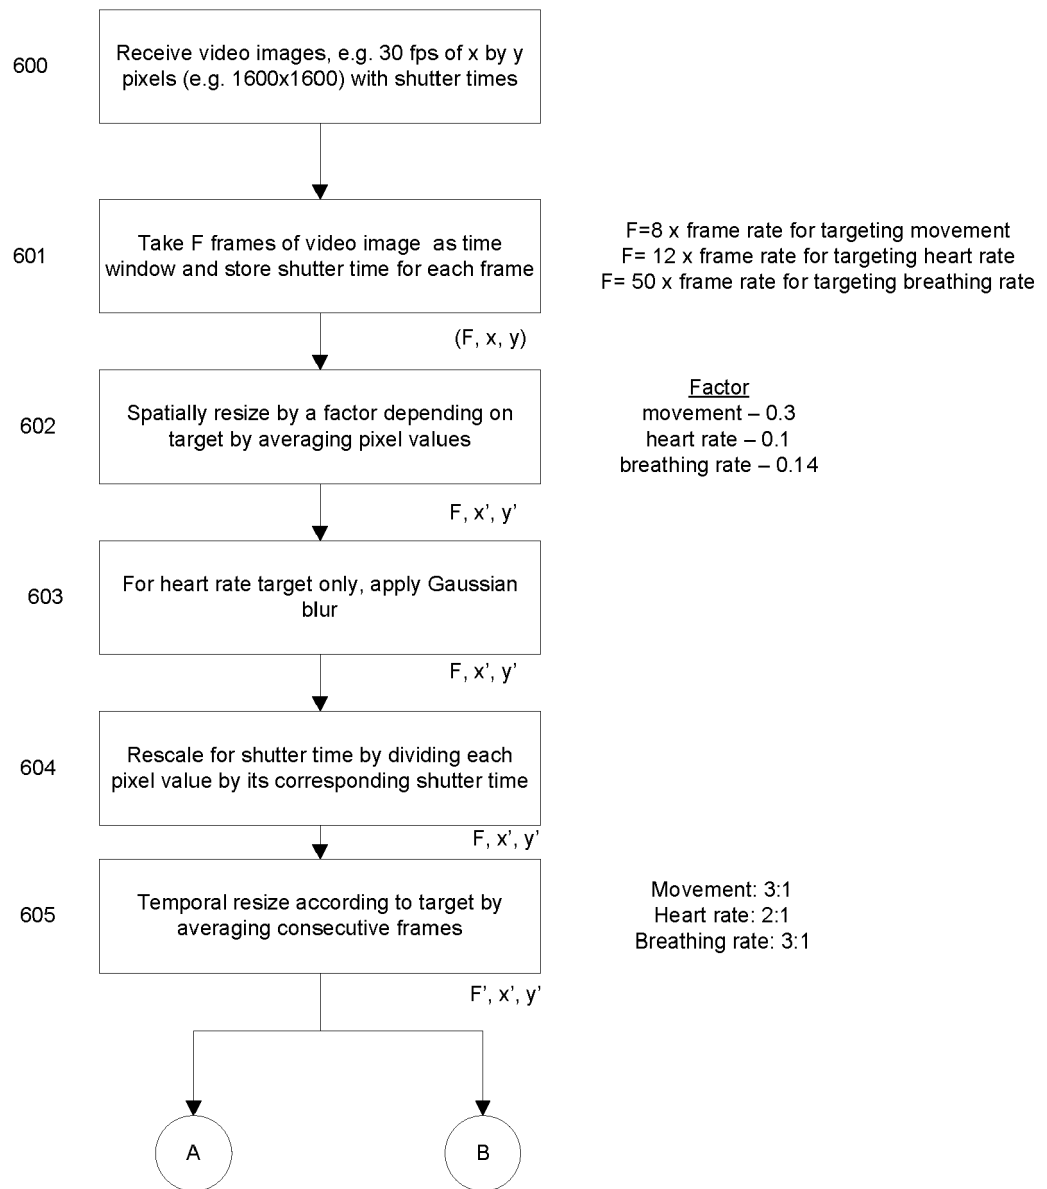 600
Receive video images, e.g. 30 fps of x by y
pixels (e.g. 1600x1600) with shutter times
601
Take F frames of video image as time
window and store shutter time for each frame
F=8 x frame rate for targeting movement
F= 12 x frame rate for targeting heart rate
F= 50 x frame rate for targeting breathing rate
(F, x, y)
602
Spatially resize by a factor depending on
target by averaging pixel values
Factor
movement – 0.3
heart rate – 0.1
breathing rate – 0.14
F, x’, y’
603
For heart rate target only, apply Gaussian
blur
F, x’, y’
604
Rescale for shutter time by dividing each
pixel value by its corresponding shutter time
F, x’, y’
605
Temporal resize according to target by
averaging consecutive frames
Movement: 3:1
Heart rate: 2:1
Breathing rate: 3:1
F’, x’, y’
A
B